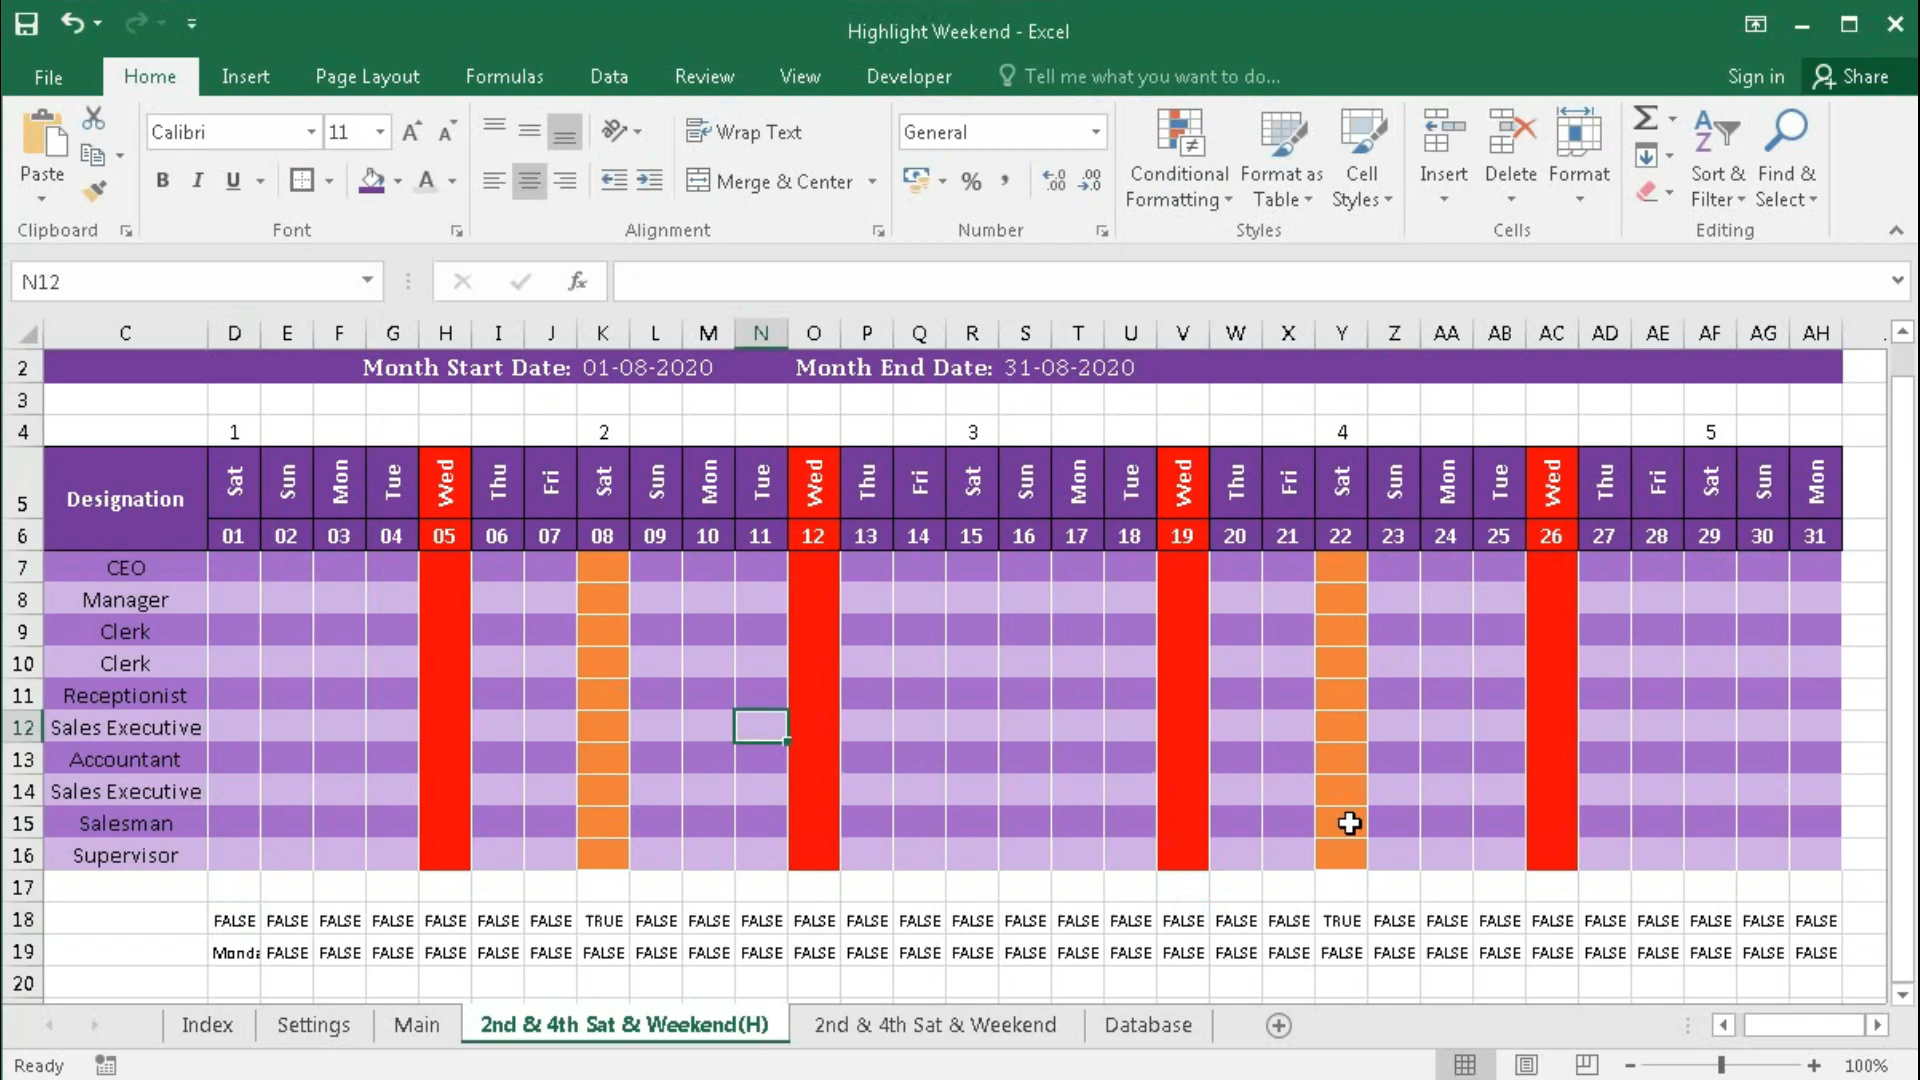 Highlight Weekend - Excel
File Home Insert Page Layout Formulas Data Review View Developer Tell me what you want to do... Sign in Share
Calibri 11 A A Wrap Text General
Paste B I U A Merge & Center % , .0 .00 .00 .0
Conditional Formatting Format as Table Cell Styles Insert Delete Format Sort & Filter Find & Select
Clipboard Font Alignment Number Styles Cells Editing
N12 fx
C D E F G H I J K L M N O P Q R S T U V W X Y Z AA AB AC AD AE AF AG AH
2 Month Start Date: 01-08-2020 Month End Date: 31-08-2020
3
4 1 2 3 4 5
5 Designation Sat Sun Mon Tue Wed Thu Fri Sat Sun Mon Tue Wed Thu Fri Sat Sun Mon Tue Wed Thu Fri Sat Sun Mon Tue Wed Thu Fri Sat Sun Mon
6 01 02 03 04 05 06 07 08 09 10 11 12 13 14 15 16 17 18 19 20 21 22 23 24 25 26 27 28 29 30 31
7 CEO
8 Manager
9 Clerk
10 Clerk
11 Receptionist
12 Sales Executive
13 Accountant
14 Sales Executive
15 Salesman
16 Supervisor
17
18 FALSE FALSE FALSE FALSE FALSE FALSE FALSE TRUE FALSE FALSE FALSE FALSE FALSE FALSE FALSE FALSE FALSE FALSE FALSE FALSE FALSE TRUE FALSE FALSE FALSE FALSE FALSE FALSE FALSE FALSE FALSE
19 Monda FALSE FALSE FALSE FALSE FALSE FALSE FALSE FALSE FALSE FALSE FALSE FALSE FALSE FALSE FALSE FALSE FALSE FALSE FALSE FALSE FALSE FALSE FALSE FALSE FALSE FALSE FALSE FALSE FALSE FALSE
20
Index Settings Main 2nd & 4th Sat & Weekend(H) 2nd & 4th Sat & Weekend Database
Ready 100%